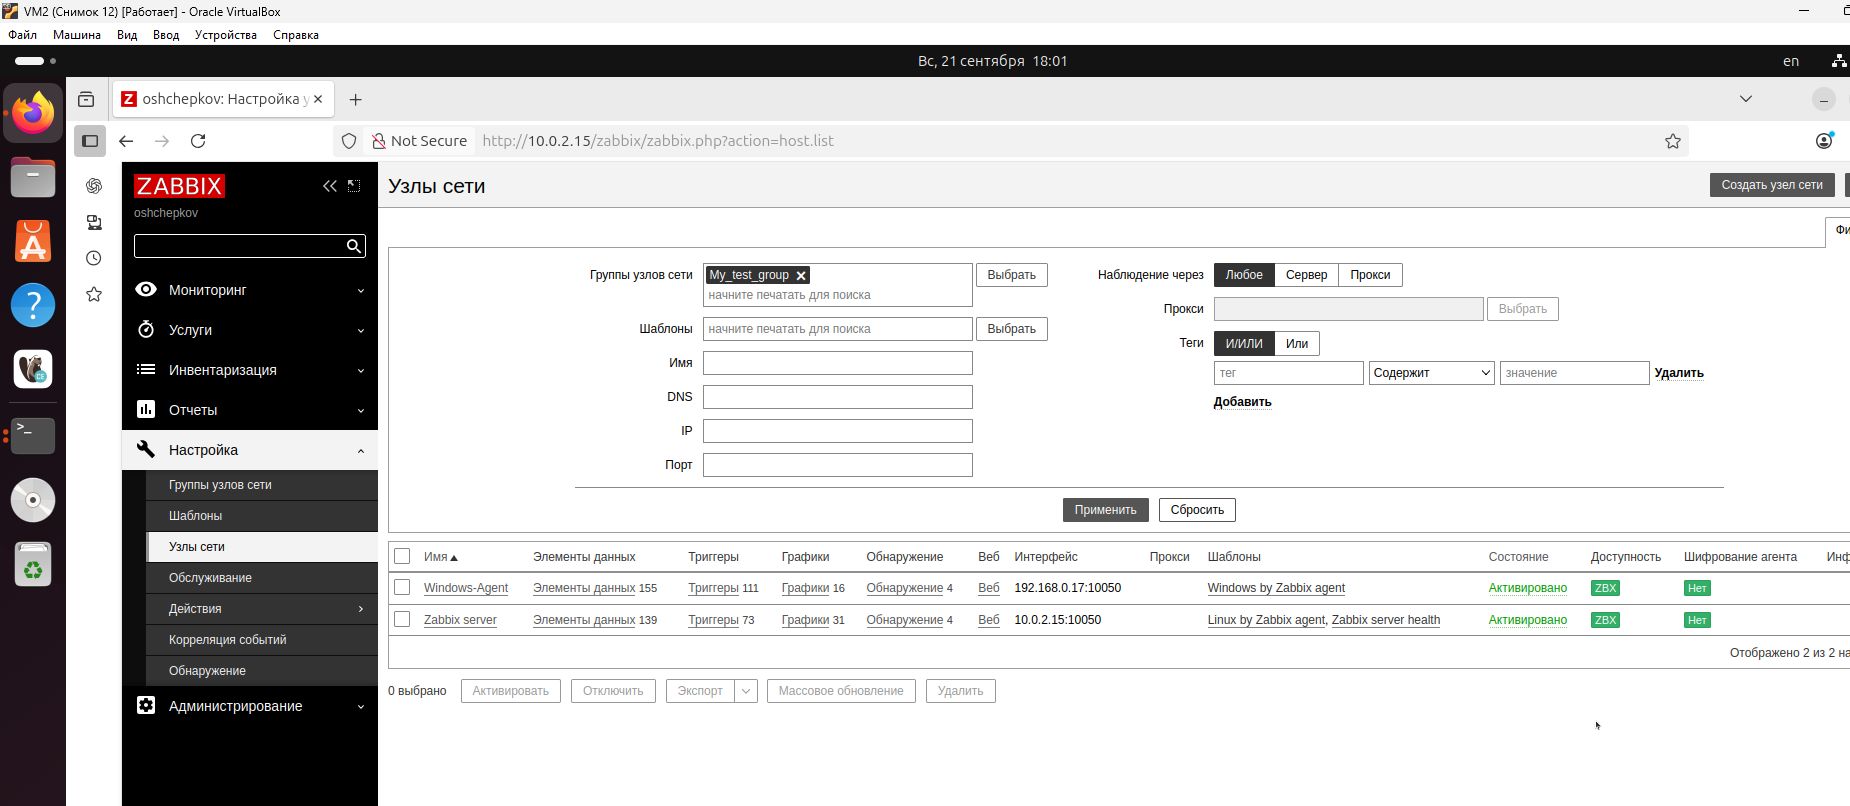 VM2 (Снимок 12) [Работает] - Oracle VirtualBox
Файл Машина Вид Ввод Устройства Справка
Вс, 21 сентября 18:01
en
oshchepkov: Настройка у
Not Secure http://10.0.2.15/zabbix/zabbix.php?action=host.list
ZABBIX
oshchepkov
Мониторинг
Услуги
Инвентаризация
Отчеты
Настройка
Группы узлов сети
Шаблоны
Узлы сети
Обслуживание
Действия
Корреляция событий
Обнаружение
Администрирование
Узлы сети
Создать узел сети
Группы узлов сети My_test_group Выбрать
начните печатать для поиска
Шаблоны начните печатать для поиска Выбрать
Имя
DNS
IP
Порт
Наблюдение через Любое Сервер Прокси
Прокси Выбрать
Теги И/ИЛИ Или
тег Содержит значение Удалить
Добавить
Применить Сбросить
Имя Элементы данных Триггеры Графики Обнаружение Веб Интерфейс Прокси Шаблоны Состояние Доступность Шифрование агента
Windows-Agent Элементы данных 155 Триггеры 111 Графики 16 Обнаружение 4 Веб 192.168.0.17:10050 Windows by Zabbix agent Активировано ZBX Нет
Zabbix server Элементы данных 139 Триггеры 73 Графики 31 Обнаружение 4 Веб 10.0.2.15:10050 Linux by Zabbix agent, Zabbix server health Активировано ZBX Нет
Отображено 2 из 2 на
0 выбрано Активировать Отключить Экспорт Массовое обновление Удалить